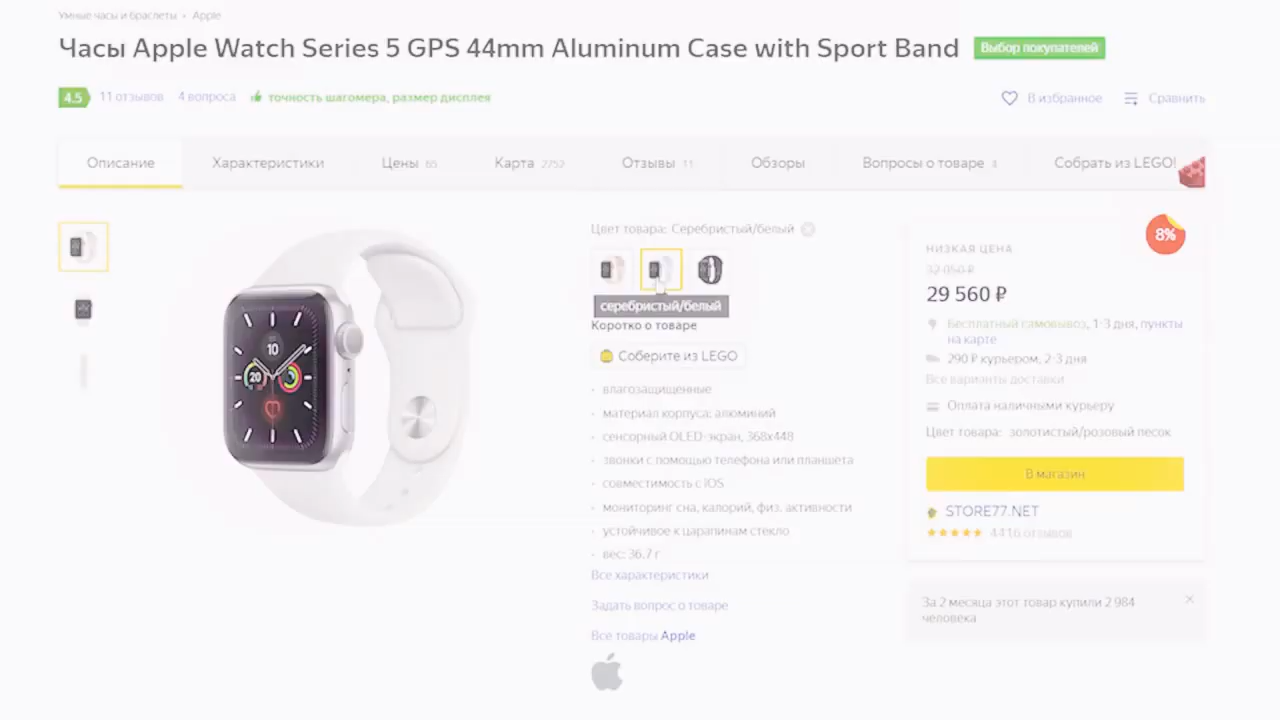 Умные часы и браслеты • Apple
Часы Apple Watch Series 5 GPS 44mm Aluminum Case with Sport Band
Выбор покупателей
4.5 11 отзывов 4 вопроса точность шагомера, размер дисплея
В избранное Сравнить
Описание Характеристики Цены 65 Карта 2752 Отзывы 11 Обзоры Вопросы о товаре 4 Собрать из LEGO!
Цвет товара: Серебристый/белый
серебристый/белый
Коротко о товаре
Соберите из LEGO
влагозащищенные
материал корпуса: алюминий
сенсорный OLED-экран, 368x448
звонки с помощью телефона или планшета
совместимость с iOS
мониторинг сна, калорий, физ. активности
устойчивое к царапинам стекло
вес: 36.7 г
Все характеристики
Задать вопрос о товаре
Все товары Apple
10
20
8%
НИЗКАЯ ЦЕНА
32 050 ₽
29 560 ₽
Бесплатный самовывоз, 1-3 дня, пункты
на карте
290 ₽ курьером, 2-3 дня
Все варианты доставки
Оплата наличными курьеру
Цвет товара: золотистый/розовый песок
В магазин
STORE77.NET
4416 отзывов
За 2 месяца этот товар купили 2 984
человека